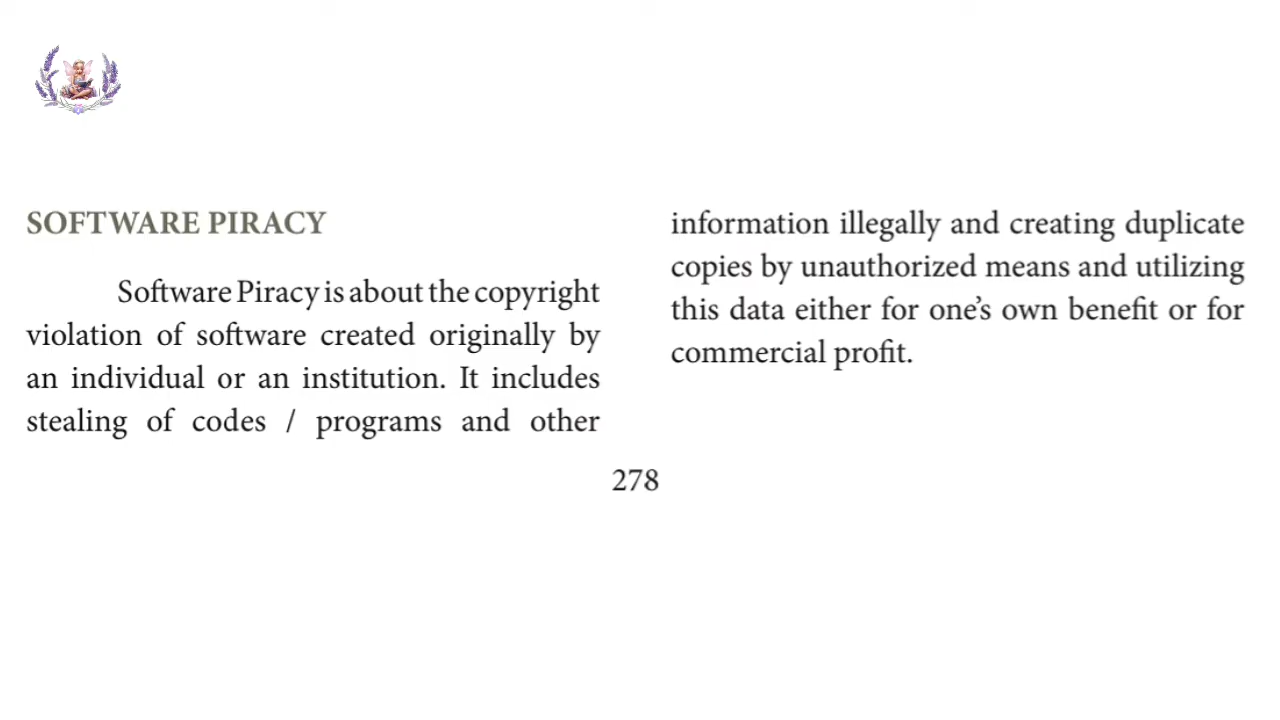 SOFTWARE PIRACY
Software Piracy is about the copyright
violation of software created originally by
an individual or an institution. It includes
stealing of codes / programs and other
information illegally and creating duplicate
copies by unauthorized means and utilizing
this data either for one’s own benefit or for
commercial profit.
278